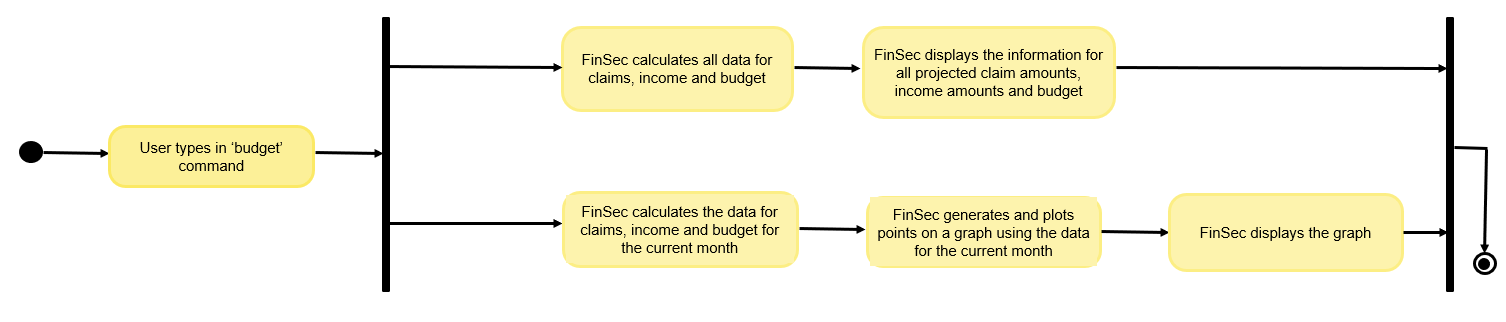 User types in ‘budget’
command
FinSec calculates all data for
claims, income and budget
FinSec displays the information for
all projected claim amounts,
income amounts and budget
FinSec calculates the data for
claims, income and budget for
the current month
FinSec generates and plots
points on a graph using the data
for the current month
FinSec displays the graph